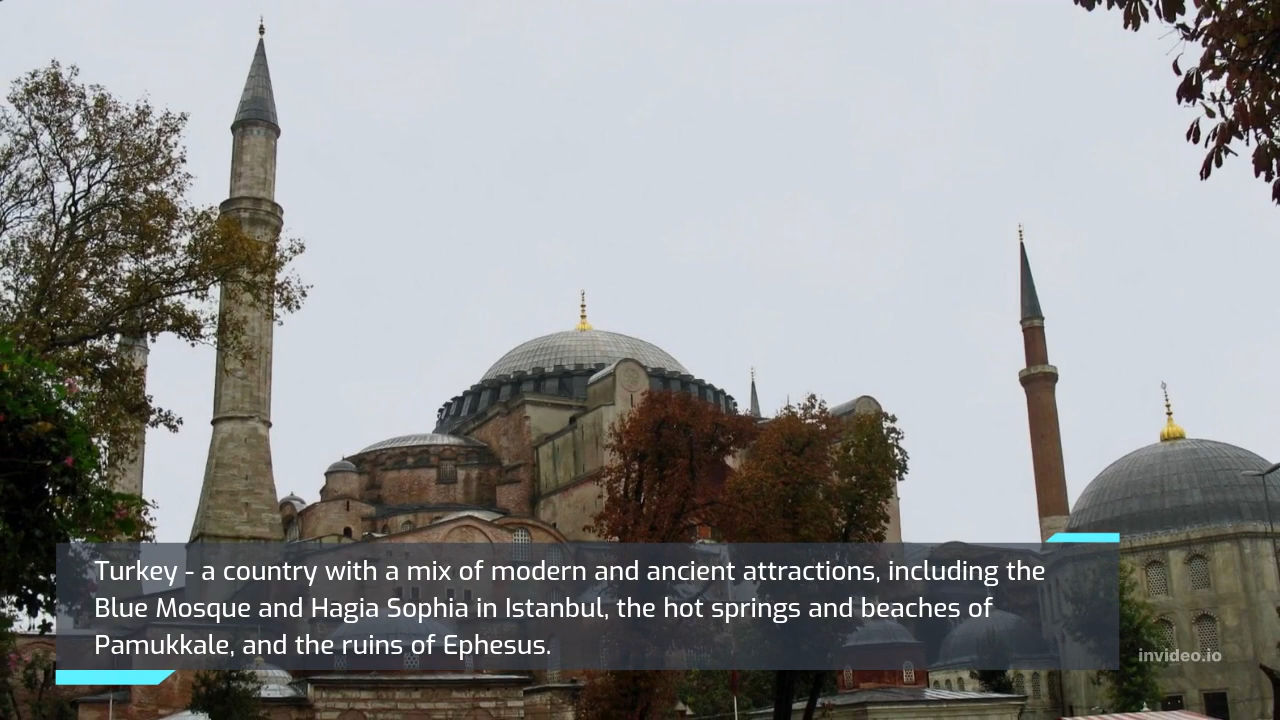 Turkey - a country with a mix of modern and ancient attractions, including the
Blue Mosque and Hagia Sophia in Istanbul, the hot springs and beaches of
Pamukkale, and the ruins of Ephesus.
invideo.io